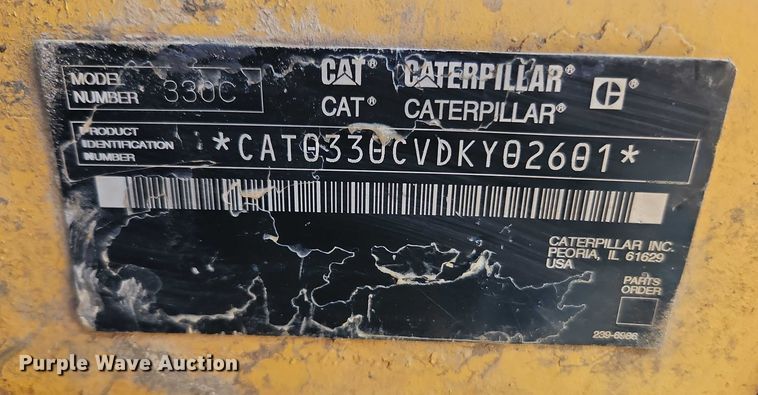 MODEL
NUMBER 330C
CAT® CATERPILLAR®
CAT® CATERPILLAR®
C
PRODUCT
IDENTIFICATION
NUMBER
*CAT0330CVDKY02601*
CATERPILLAR INC.
PEORIA, IL 61629
USA
PARTS
ORDER
239-6986
Purple Wave Auction